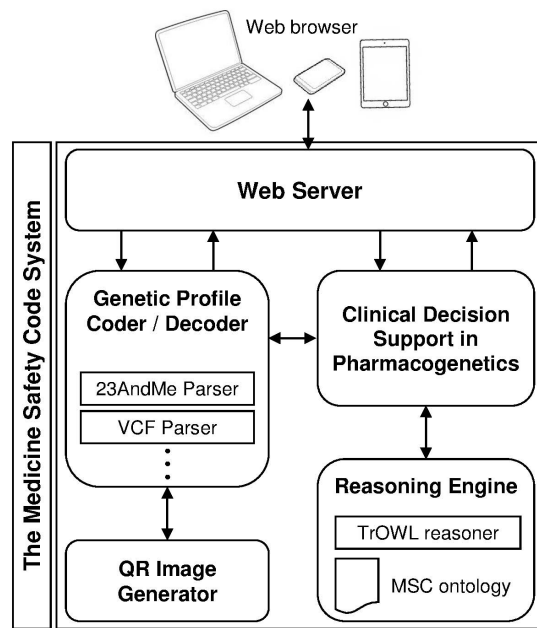 Web browser
The Medicine Safety Code System
Web Server
Genetic Profile
Coder / Decoder
23AndMe Parser
VCF Parser
Clinical Decision
Support in
Pharmacogenetics
QR Image
Generator
Reasoning Engine
TrOWL reasoner
MSC ontology